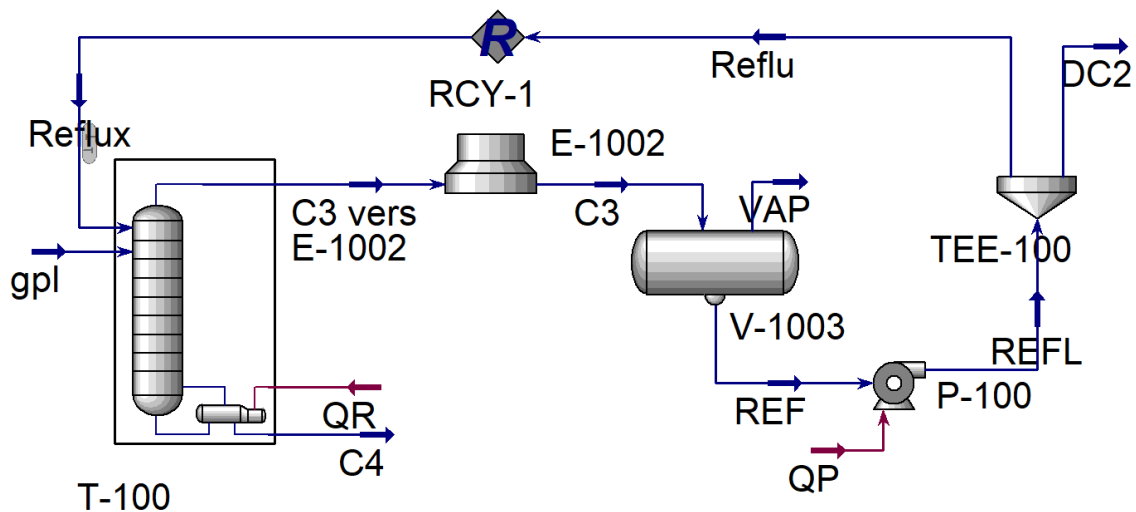 R
Reflu
DC2
RCY-1
Reflux
E-1002
C3 vers
E-1002
C3
VAP
TEE-100
gpl
V-1003
REFL
P-100
QR
REF
C4
QP
T-100